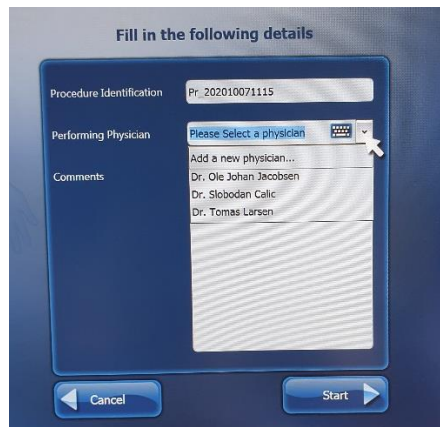 Fill in the following details
Procedure Identification
Pr_202010071115
Performing Physician
Please Select a physician
Add a new physician...
Comments
Dr. Ole Johan Jacobsen
Dr. Slobodan Calic
Dr. Tomas Larsen
Cancel
Start